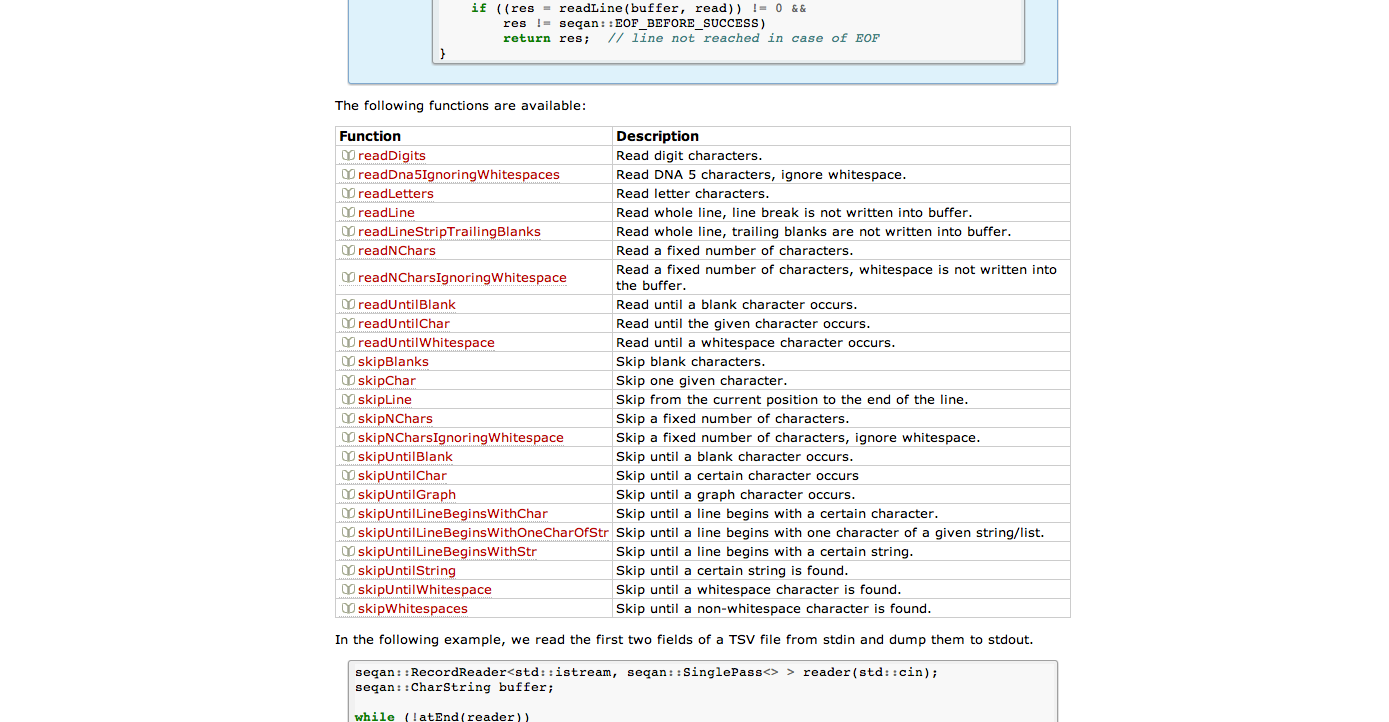 if ((res = readLine(buffer, read)) != 0 &&
res != seqan::EOF_BEFORE_SUCCESS)
return res;  // line not reached in case of EOF
}
The following functions are available:
Function Description
readDigits Read digit characters.
readDna5IgnoringWhitespaces Read DNA 5 characters, ignore whitespace.
readLetters Read letter characters.
readLine Read whole line, line break is not written into buffer.
readLineStripTrailingBlanks Read whole line, trailing blanks are not written into buffer.
readNChars Read a fixed number of characters.
readNCharsIgnoringWhitespace Read a fixed number of characters, whitespace is not written into
the buffer.
readUntilBlank Read until a blank character occurs.
readUntilChar Read until the given character occurs.
readUntilWhitespace Read until a whitespace character occurs.
skipBlanks Skip blank characters.
skipChar Skip one given character.
skipLine Skip from the current position to the end of the line.
skipNChars Skip a fixed number of characters.
skipNCharsIgnoringWhitespace Skip a fixed number of characters, ignore whitespace.
skipUntilBlank Skip until a blank character occurs.
skipUntilChar Skip until a certain character occurs
skipUntilGraph Skip until a graph character occurs.
skipUntilLineBeginsWithChar Skip until a line begins with a certain character.
skipUntilLineBeginsWithOneCharOfStr Skip until a line begins with one character of a given string/list.
skipUntilLineBeginsWithStr Skip until a line begins with a certain string.
skipUntilString Skip until a certain string is found.
skipUntilWhitespace Skip until a whitespace character is found.
skipWhitespaces Skip until a non-whitespace character is found.
In the following example, we read the first two fields of a TSV file from stdin and dump them to stdout.
seqan::RecordReader<std::istream, seqan::SinglePass<> > reader(std::cin);
seqan::CharString buffer;
while (!atEnd(reader))